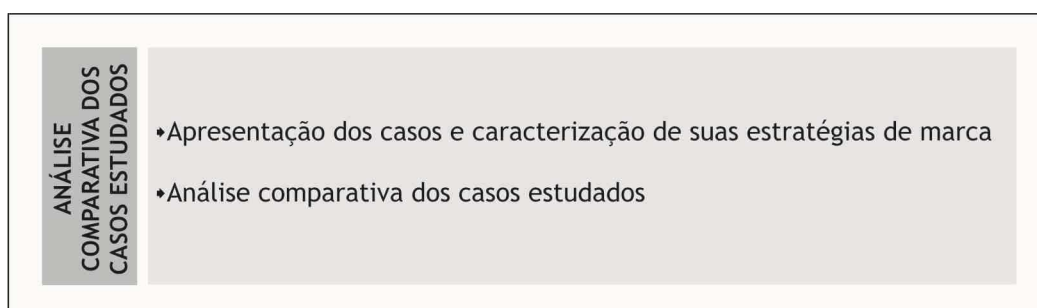 ANÁLISE
COMPARATIVA DOS
CASOS ESTUDADOS
➧Apresentação dos casos e caracterização de suas estratégias de marca
➧Análise comparativa dos casos estudados